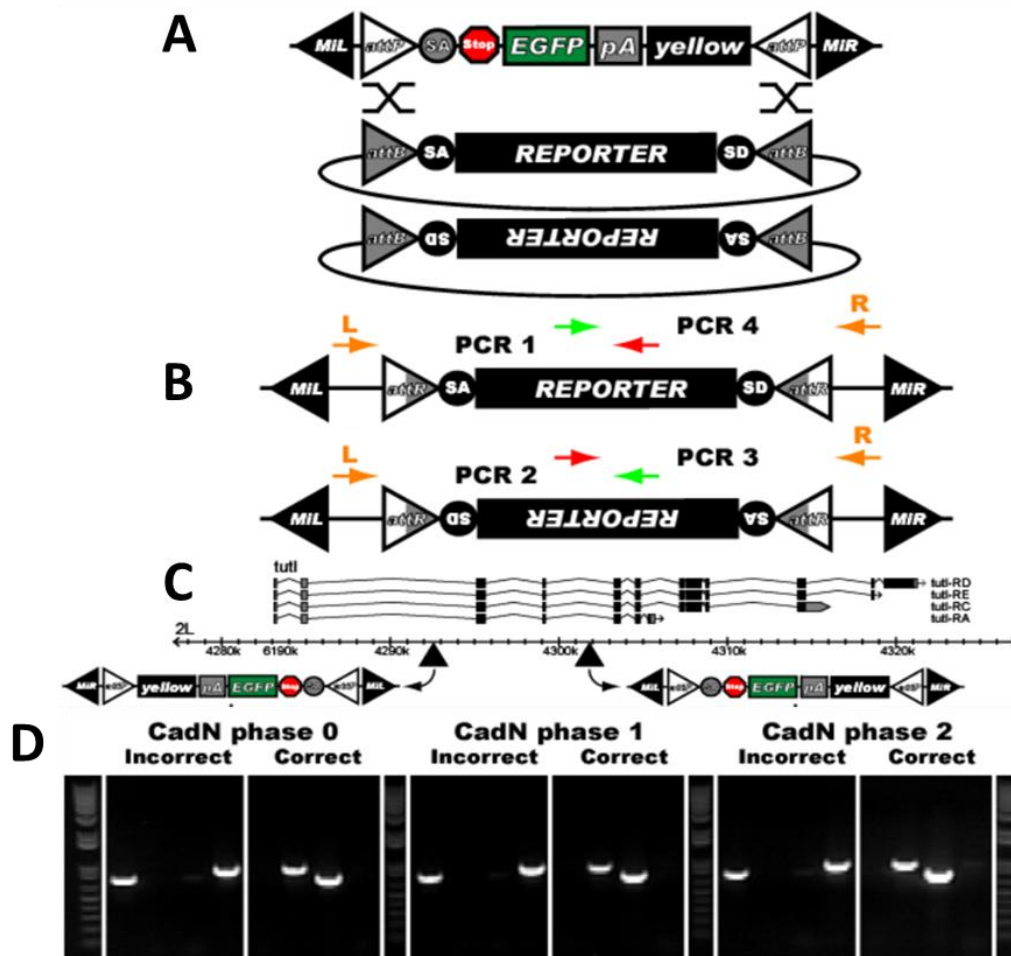 A
MiL attP SA Stop EGFP pA yellow attP MiR
attB SA REPORTER SD attB
attB SD REPORTER SA attB
L PCR 1 PCR 4 R
B
MiL attR SA REPORTER SD attR MiR
L PCR 2 PCR 3 R
MiL attR SD REPORTER SA attR MiR
C
tutl
tutl-RD
tutl-RE
tutl-RC
tutl-RA
2L
4280k 6190k 4290k 4300k 4310k 4320k
MiR yellow pA EGFP Stop MiL
MiL Stop EGFP pA yellow MiR
D
CadN phase 0 CadN phase 1 CadN phase 2
Incorrect Correct Incorrect Correct Incorrect Correct